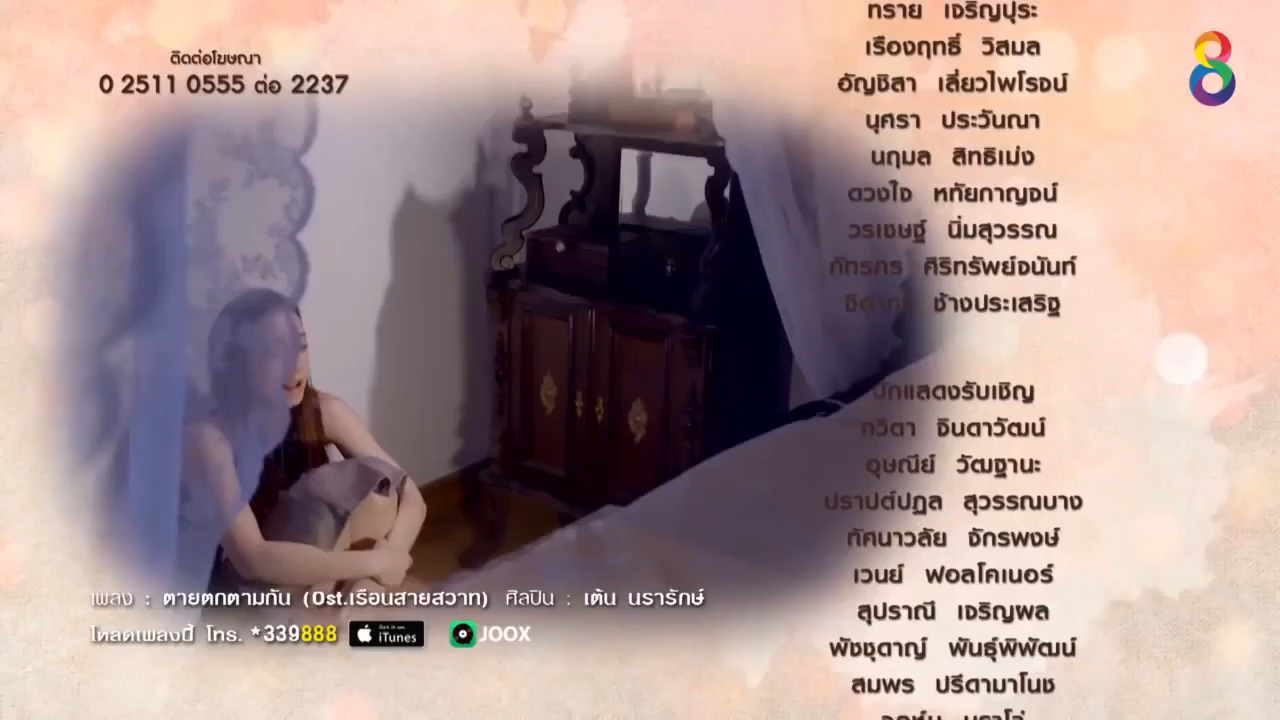 ติดต่อโฆษณา
0 2511 0555 ต่อ 2237
8
ทราย เจริญปุระ
เรืองฤทธิ์ วิสมล
อัญชิสา เลี่ยวไพโรจน์
นุศรา ประวันณา
นฤมล สิทธิเม่ง
ดวงใจ หทัยกาญจน์
วรเชษฐ์ นิ่มสุวรรณ
ภัทรภร ศิริทรัพย์จนันท์
ช้างประเสริฐ
นักแสดงรับเชิญ
กวิตา จินดาวัฒน์
อุษณีย์ วัฒฐานะ
ปราปต์ปฎล สุวรรณบาง
ทัศนาวลัย จักรพงษ์
เวนย์ ฟอลโคเนอร์
สุปราณี เจริญผล
พัชชุดาญ์ พันธุ์พิพัฒน์
สมพร ปรีดามาโนช
เพลง : ตายตกตามกัน (Ost.เรือนสายสวาท) ศิลปิน : เต้น นรารักษ์
โหลดเพลงนี้ โทร. *339888 iTunes JOOX